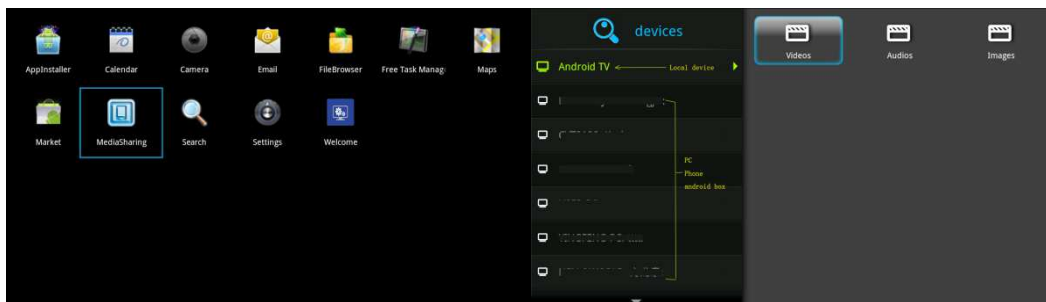 AppInstaller Calendar Camera Email FileBrowser Free Task Manag Maps
Market MediaSharing Search Settings Welcome
devices
Android TV Local device
PC
Phone
android box
Videos Audios Images